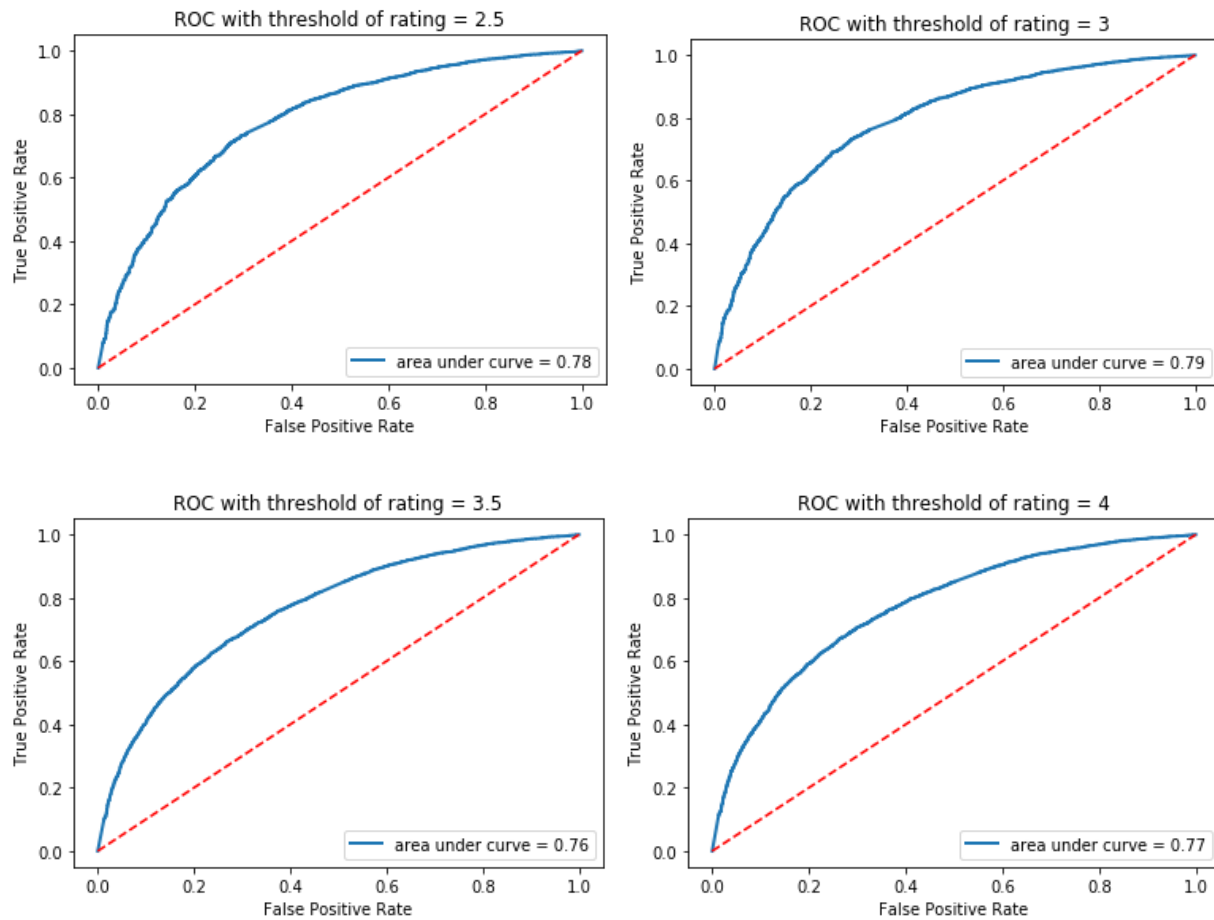 ROC with threshold of rating = 2.5
1.0
0.8
0.6
0.4
0.2
0.0
True Positive Rate
area under curve = 0.78
0.0 0.2 0.4 0.6 0.8 1.0
False Positive Rate
ROC with threshold of rating = 3
1.0
0.8
0.6
0.4
0.2
0.0
True Positive Rate
area under curve = 0.79
0.0 0.2 0.4 0.6 0.8 1.0
False Positive Rate
ROC with threshold of rating = 3.5
1.0
0.8
0.6
0.4
0.2
0.0
True Positive Rate
area under curve = 0.76
0.0 0.2 0.4 0.6 0.8 1.0
False Positive Rate
ROC with threshold of rating = 4
1.0
0.8
0.6
0.4
0.2
0.0
True Positive Rate
area under curve = 0.77
0.0 0.2 0.4 0.6 0.8 1.0
False Positive Rate